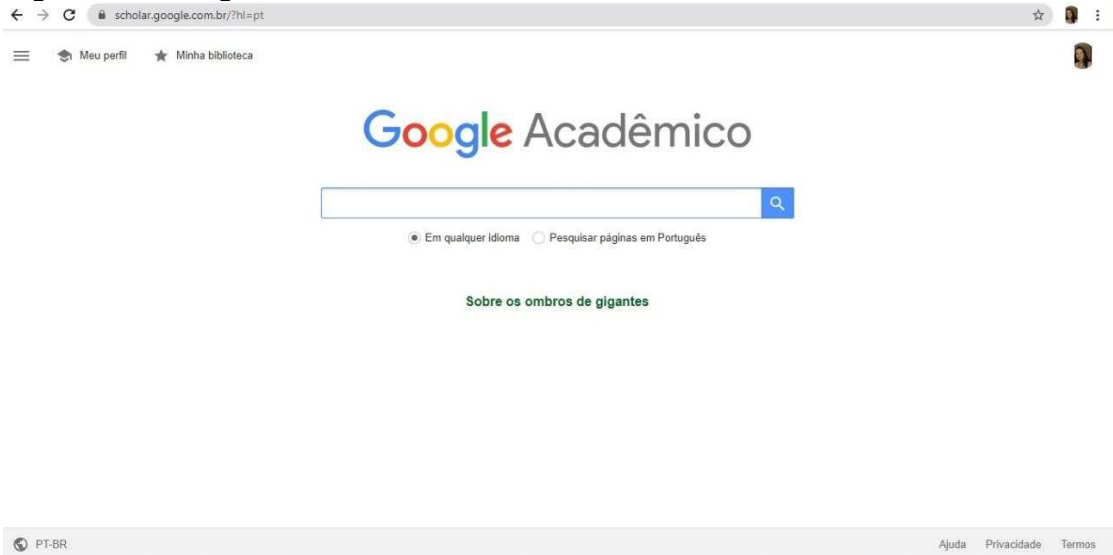 scholar.google.com.br/?hl=pt
Meu perfil Minha biblioteca
Google Acadêmico
Em qualquer idioma Pesquisar páginas em Português
Sobre os ombros de gigantes
PT-BR Ajuda Privacidade Termos